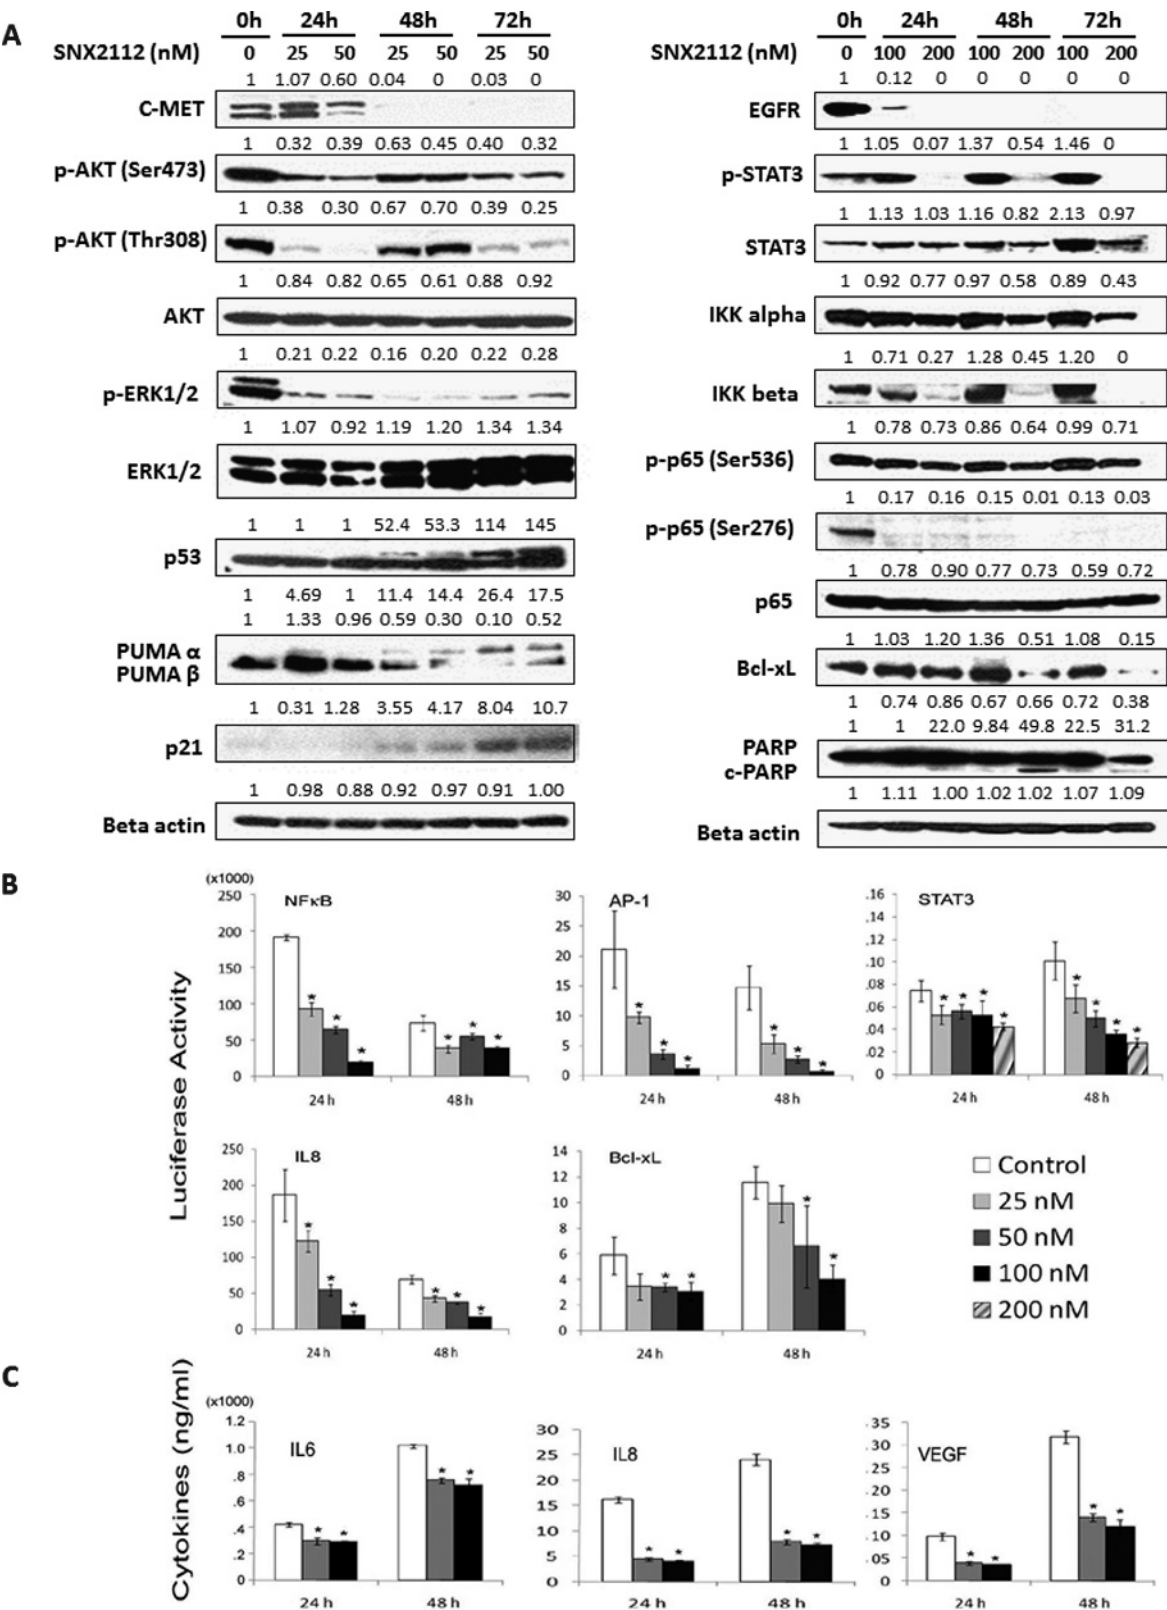 A
0h 24h 48h 72h
SNX2112 (nM) 0 25 50 25 50 25 50
1 1.07 0.60 0.04 0 0.03 0
C-MET
1 0.32 0.39 0.63 0.45 0.40 0.32
p-AKT (Ser473)
1 0.38 0.30 0.67 0.70 0.39 0.25
p-AKT (Thr308)
1 0.84 0.82 0.65 0.61 0.88 0.92
AKT
1 0.21 0.22 0.16 0.20 0.22 0.28
p-ERK1/2
1 1.07 0.92 1.19 1.20 1.34 1.34
ERK1/2
1 1 1 52.4 53.3 114 145
p53
1 4.69 1 11.4 14.4 26.4 17.5
1 1.33 0.96 0.59 0.30 0.10 0.52
PUMA α
PUMA β
1 0.31 1.28 3.55 4.17 8.04 10.7
p21
1 0.98 0.88 0.92 0.97 0.91 1.00
Beta actin
0h 24h 48h 72h
SNX2112 (nM) 0 100 200 100 200 100 200
1 0.12 0 0 0 0 0
EGFR
1 1.05 0.07 1.37 0.54 1.46 0
p-STAT3
1 1.13 1.03 1.16 0.82 2.13 0.97
STAT3
1 0.92 0.77 0.97 0.58 0.89 0.43
IKK alpha
1 0.71 0.27 1.28 0.45 1.20 0
IKK beta
1 0.78 0.73 0.86 0.64 0.99 0.71
p-p65 (Ser536)
1 0.17 0.16 0.15 0.01 0.13 0.03
p-p65 (Ser276)
1 0.78 0.90 0.77 0.73 0.59 0.72
p65
1 1.03 1.20 1.36 0.51 1.08 0.15
Bcl-xL
1 0.74 0.86 0.67 0.66 0.72 0.38
1 1 22.0 9.84 49.8 22.5 31.2
PARP
c-PARP
1 1.11 1.00 1.02 1.02 1.07 1.09
Beta actin
B
Luciferase Activity
(x1000)
NFκB
250
200
150
100
50
0
* * * * * *
24 h 48 h
AP-1
30
25
20
15
10
5
0
* * * * * *
24 h 48 h
STAT3
.16
.14
.12
.10
.08
.06
.04
.02
0
* * * * * * * *
24 h 48 h
IL8
250
200
150
100
50
0
* * * * * *
24 h 48 h
Bcl-xL
14
12
10
8
6
4
2
0
* * * *
24 h 48 h
Control
25 nM
50 nM
100 nM
200 nM
C
Cytokines (ng/ml)
(x1000)
IL6
1.2
1.0
.8
.6
.4
.2
0
* * * *
24 h 48 h
IL8
30
25
20
15
10
5
0
* * * *
24 h 48 h
VEGF
.35
.30
.25
.20
.15
.10
.05
0
* * * *
24 h 48 h